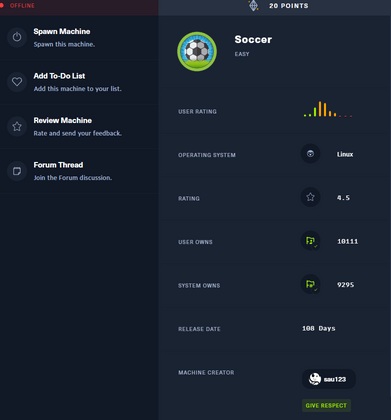 OFFLINE
Spawn Machine
Spawn this machine.
Add To-Do List
Add this machine to your list.
Review Machine
Rate and send your feedback.
Forum Thread
Join the Forum discussion.
20 POINTS
Soccer
EASY
USER RATING
OPERATING SYSTEM Linux
RATING 4.5
USER OWNS 10111
SYSTEM OWNS 9295
RELEASE DATE 108 Days
MACHINE CREATOR sau123
GIVE RESPECT